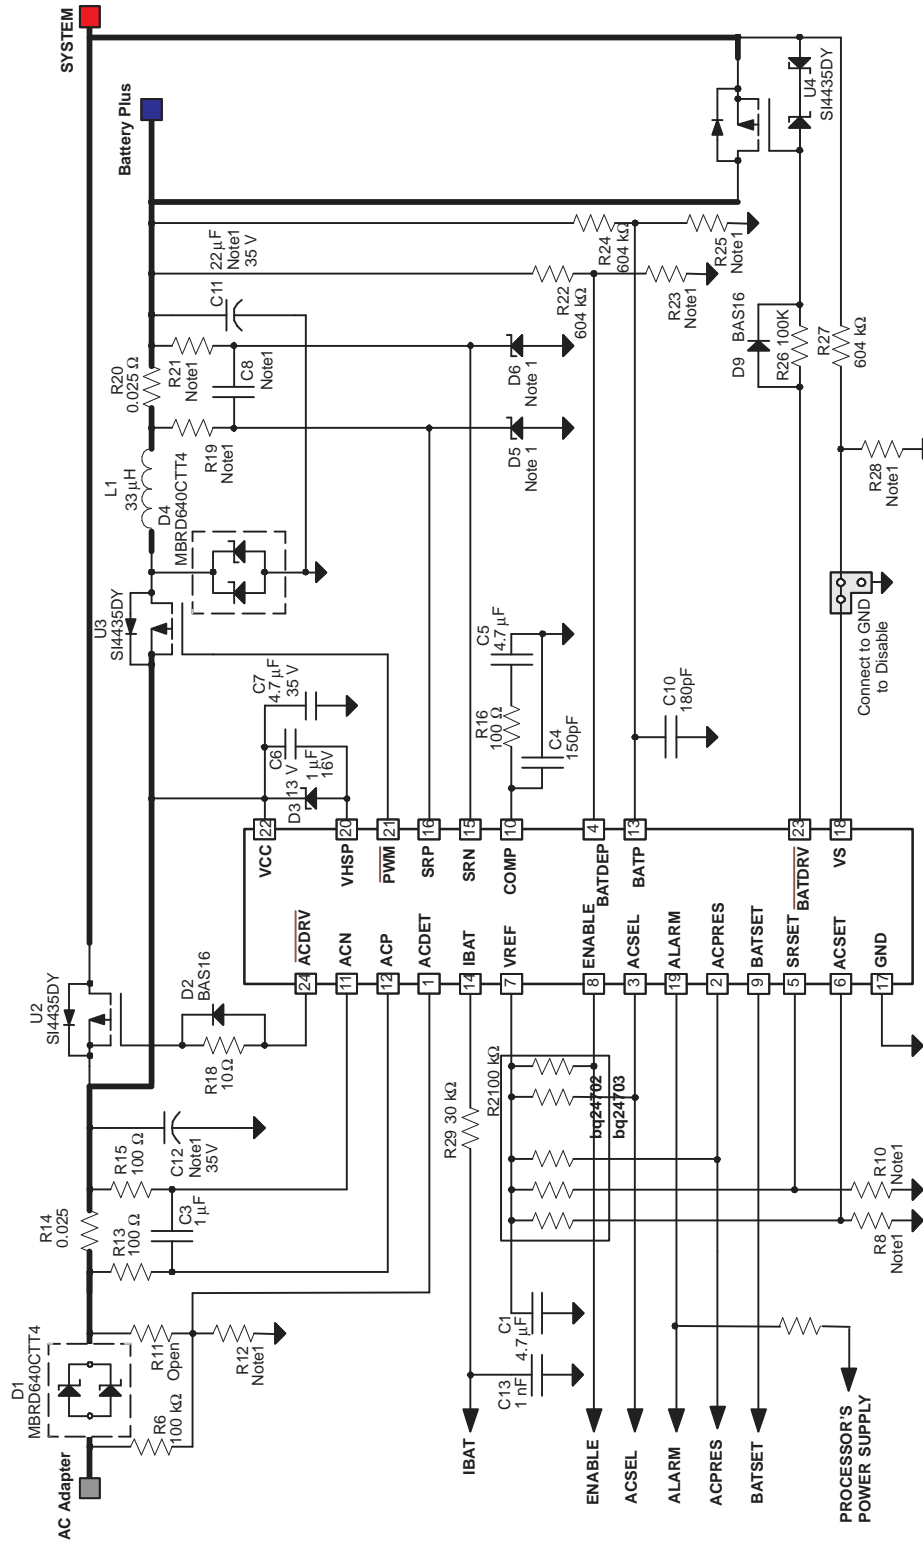 SYSTEM
Battery Plus
AC Adapter
D1
MBRD640CTT4
R6
100 kΩ
R11
Open
R12
Note1
R14
0.025
R13
100 Ω
R15
100 Ω
C3
1 µF
C12
Note1
35V
U2
SI4435DY
R18
10Ω
D2
BAS16
U3
SI4435DY
D4
MBRD640CTT4
L1
33 µH
R20
0.025 Ω
R19
Note1
R21
Note1
C8
Note1
C11
22 µF
Note1
35 V
C7
4.7 µF
35 V
C6
1 µF
16V
D3
13 V
D5
Note 1
D6
Note 1
R22
604 kΩ
R23
Note1
R24
604 kΩ
R25
Note1
U4
SI4435DY
D9
BAS16
R26 100K
R27
604 kΩ
R28
Note1
Connect to GND
to Disable
R16
100 Ω
C5
4.7 µF
C4
150pF
C10
180pF
24
ACDRV
11
ACN
12
ACP
1
ACDET
14
IBAT
7
VREF
8
ENABLE
3
ACSEL
19
ALARM
2
ACPRES
9
BATSET
5
SRSET
6
ACSET
17
GND
VCC
22
VHSP
20
PWM
21
SRP
16
SRN
15
COMP
10
BATDEP
4
BATP
13
BATDRV
23
VS
18
R29 30 kΩ
R2100 kΩ
bq24702
bq24703
R10
Note1
R8
Note1
C1
4.7µF
C13
1 nF
IBAT
ENABLE
ACSEL
ALARM
ACPRES
BATSET
PROCESSOR'S
POWER SUPPLY